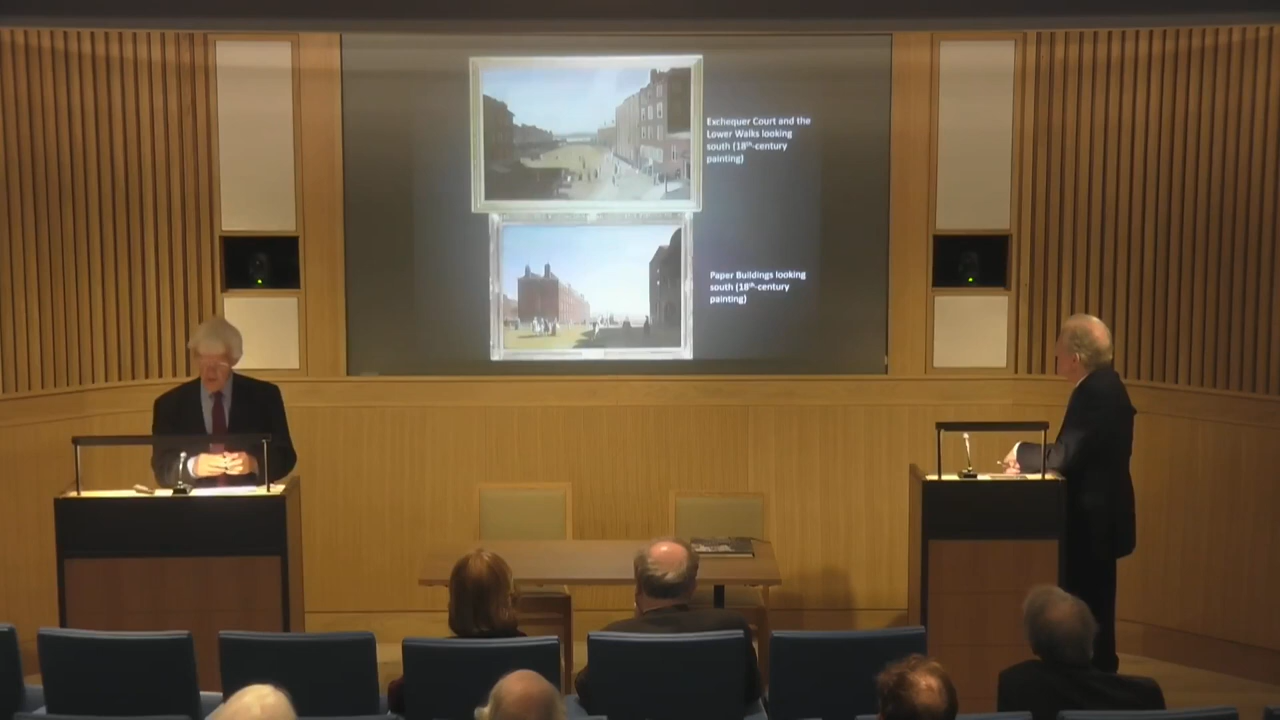 Exchequer Court and the
Lower Walks looking
south (18th-century
painting)
Paper Buildings looking
south (18th-century
painting)